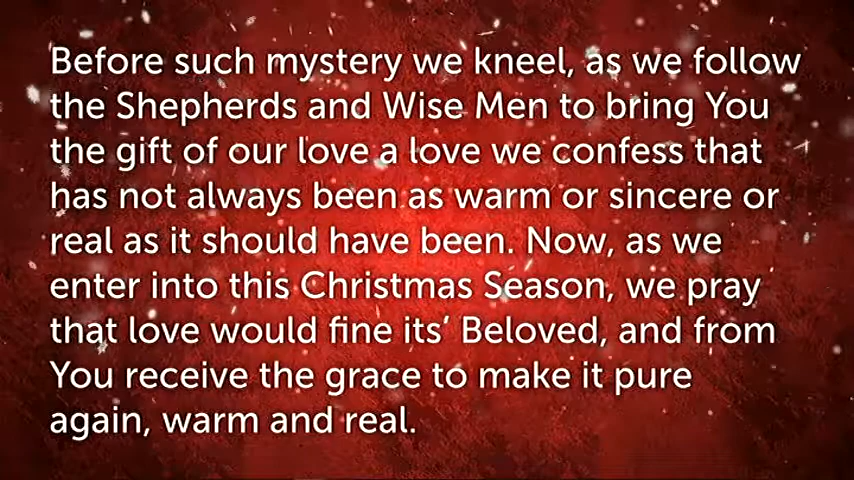 Before such mystery we kneel, as we follow
the Shepherds and Wise Men to bring You
the gift of our love a love we confess that
has not always been as warm or sincere or
real as it should have been. Now, as we
enter into this Christmas Season, we pray
that love would fine its’ Beloved, and from
You receive the grace to make it pure
again, warm and real.